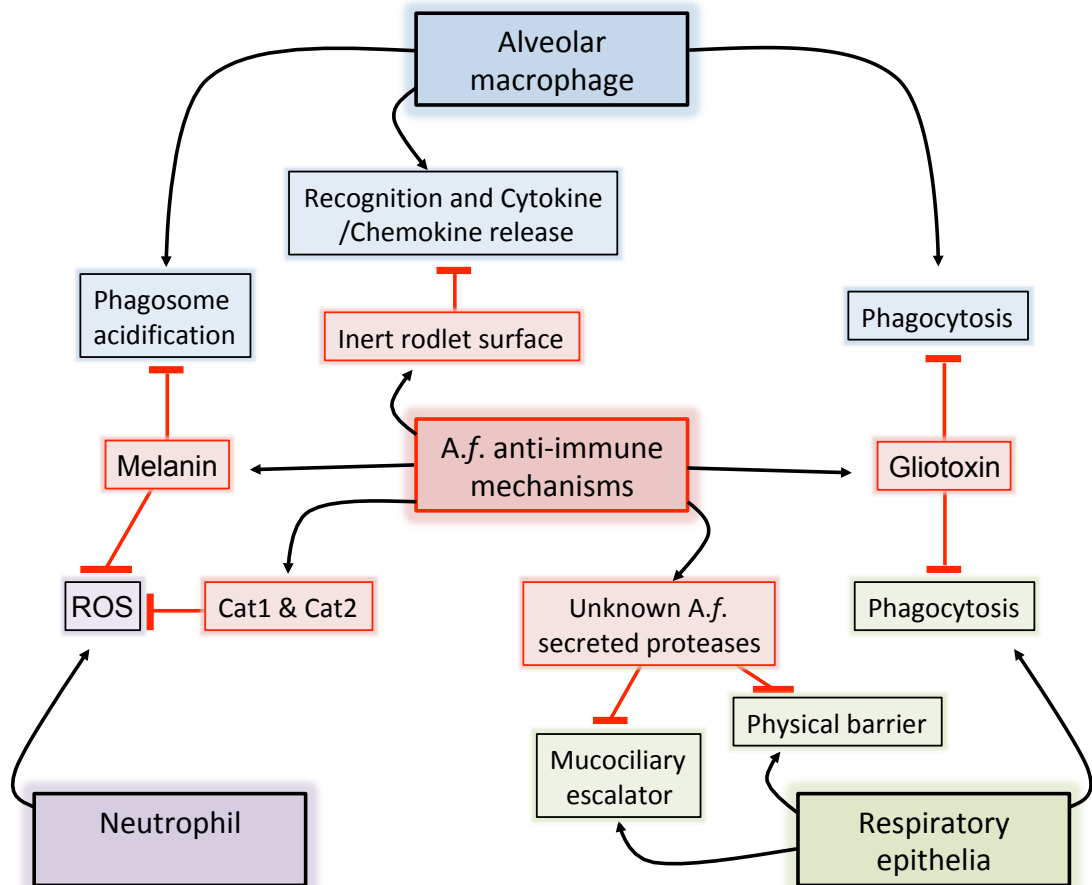 Alveolar
macrophage
Recognition and Cytokine
/Chemokine release
Phagosome
acidification
Inert rodlet surface
Phagocytosis
Melanin
A.f. anti-immune
mechanisms
Gliotoxin
ROS
Cat1 & Cat2
Unknown A.f.
secreted proteases
Phagocytosis
Physical barrier
Mucociliary
escalator
Neutrophil
Respiratory
epithelia